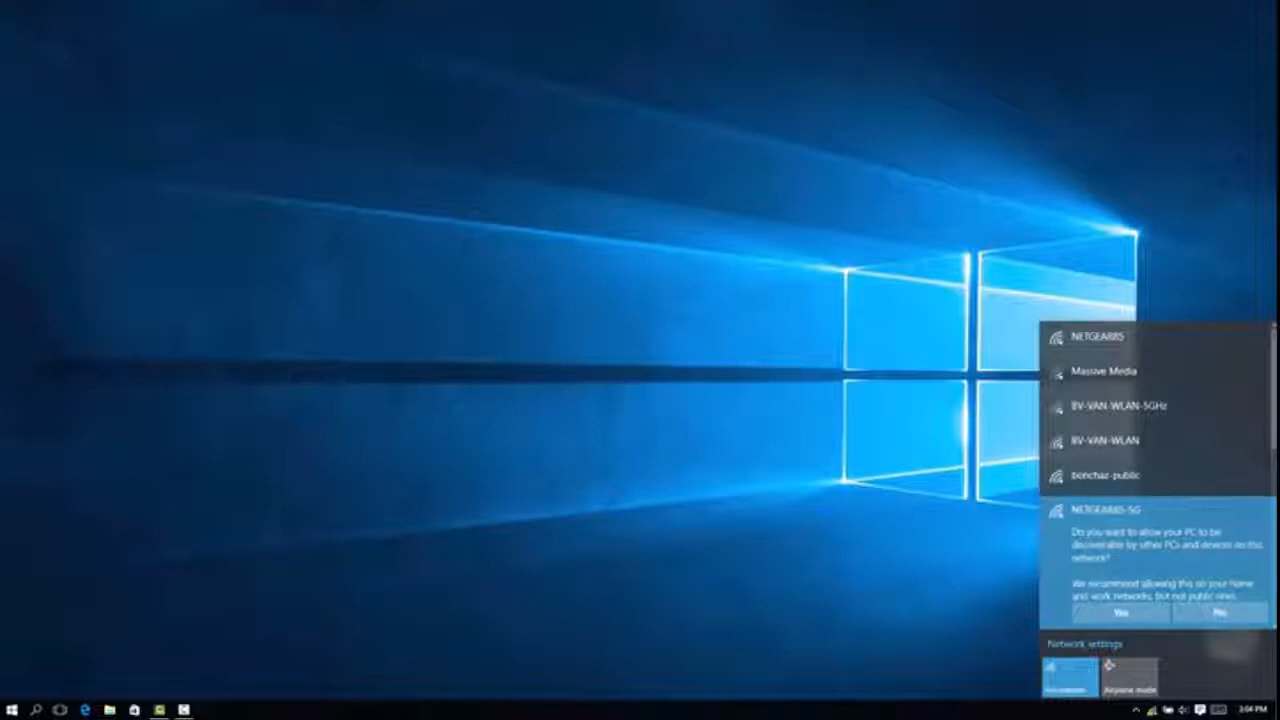 NETGEAR85
Massive Media
BV-VAN-WLAN-5GHz
BV-VAN-WLAN
bonchaz-public
NETGEAR85-5G
Do you want to allow your PC to be
discoverable by other PCs and devices on this
network?
We recommend allowing this on your home
and work networks, but not public ones.
Yes
No
Network settings
Airplane mode
3:04 PM